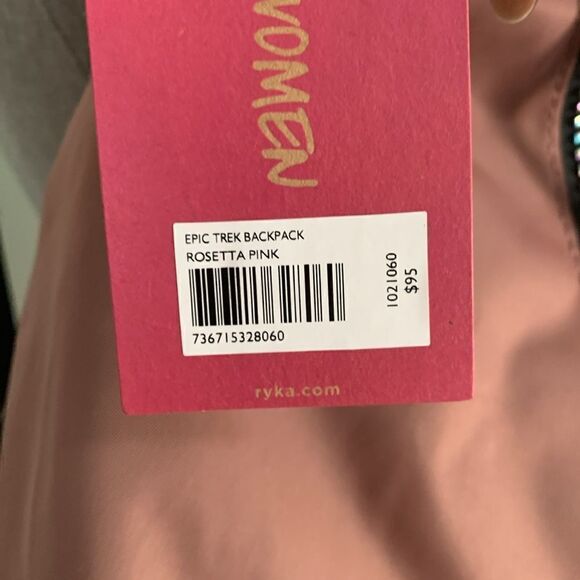 WOMEN
EPIC TREK BACKPACK
ROSETTA PINK
736715328060
1021060
$95
ryka.com